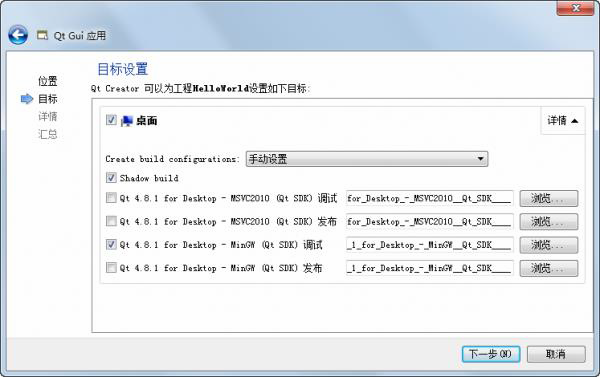 Qt Gui 应用
位置
目标
详情
汇总
目标设置
Qt Creator 可以为工程HelloWorld设置如下目标:
桌面
详情
Create build configurations: 手动设置
Shadow build
Qt 4.8.1 for Desktop - MSVC2010 (Qt SDK) 调试 for_Desktop_-_MSVC2010__Qt_SDK____ 浏览...
Qt 4.8.1 for Desktop - MSVC2010 (Qt SDK) 发布 for_Desktop_-_MSVC2010__Qt_SDK____ 浏览...
Qt 4.8.1 for Desktop - MinGW (Qt SDK) 调试 _1_for_Desktop_-_MinGW__Qt_SDK____ 浏览...
Qt 4.8.1 for Desktop - MinGW (Qt SDK) 发布 _1_for_Desktop_-_MinGW__Qt_SDK____ 浏览...
下一步(N) 取消